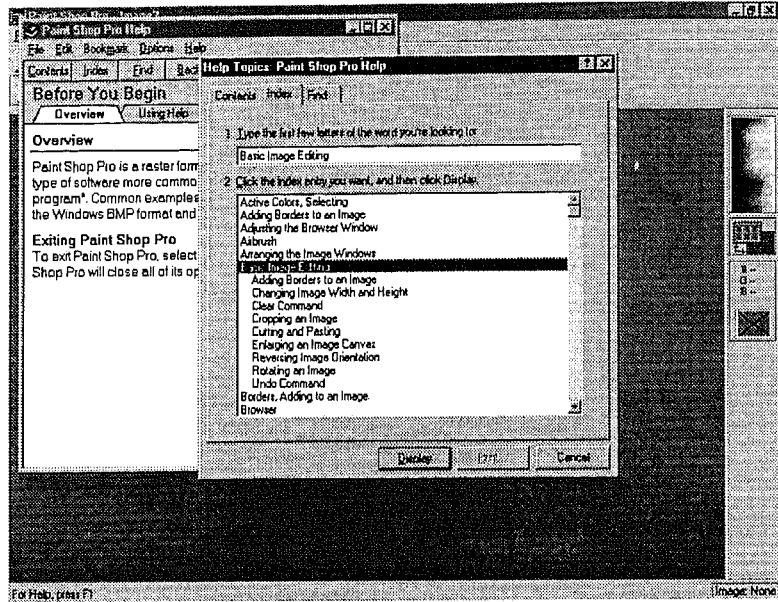 Paint Shop Pro Help
File Edit Bookmark Options Help
Contents Index Find Back
Before You Begin
Overview Using Help
Overview
Paint Shop Pro is a raster form
type of software more commo
program". Common examples
the Windows BMP format and
Exiting Paint Shop Pro
To exit Paint Shop Pro, select
Shop Pro will close all of its op
Help Topics: Paint Shop Pro Help
Contents Index Find
1 Type the first few letters of the word you're looking for
Basic Image Editing
2 Click the index entry you want, and then click Display.
Active Colors, Selecting
Adding Borders to an Image
Adjusting the Browser Window
Airbrush
Arranging the Image Windows
Basic Image Editing
Adding Borders to an Image
Changing Image Width and Height
Clear Command
Cropping an Image
Cutting and Pasting
Enlarging an Image Canvas
Reversing Image Orientation
Rotating an Image
Undo Command
Borders, Adding to an Image
Browser
Display Cancel
R --
G --
B --
For Help, press F1
Image: None